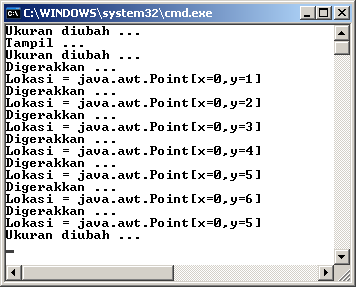 C:\WINDOWS\system32\cmd.exe
Ukuran diubah ...
Tampil ...
Ukuran diubah ...
Digerakkan ...
Lokasi = java.awt.Point[x=0,y=1]
Digerakkan ...
Lokasi = java.awt.Point[x=0,y=2]
Digerakkan ...
Lokasi = java.awt.Point[x=0,y=3]
Digerakkan ...
Lokasi = java.awt.Point[x=0,y=4]
Digerakkan ...
Lokasi = java.awt.Point[x=0,y=5]
Digerakkan ...
Lokasi = java.awt.Point[x=0,y=6]
Digerakkan ...
Lokasi = java.awt.Point[x=0,y=5]
Ukuran diubah ...